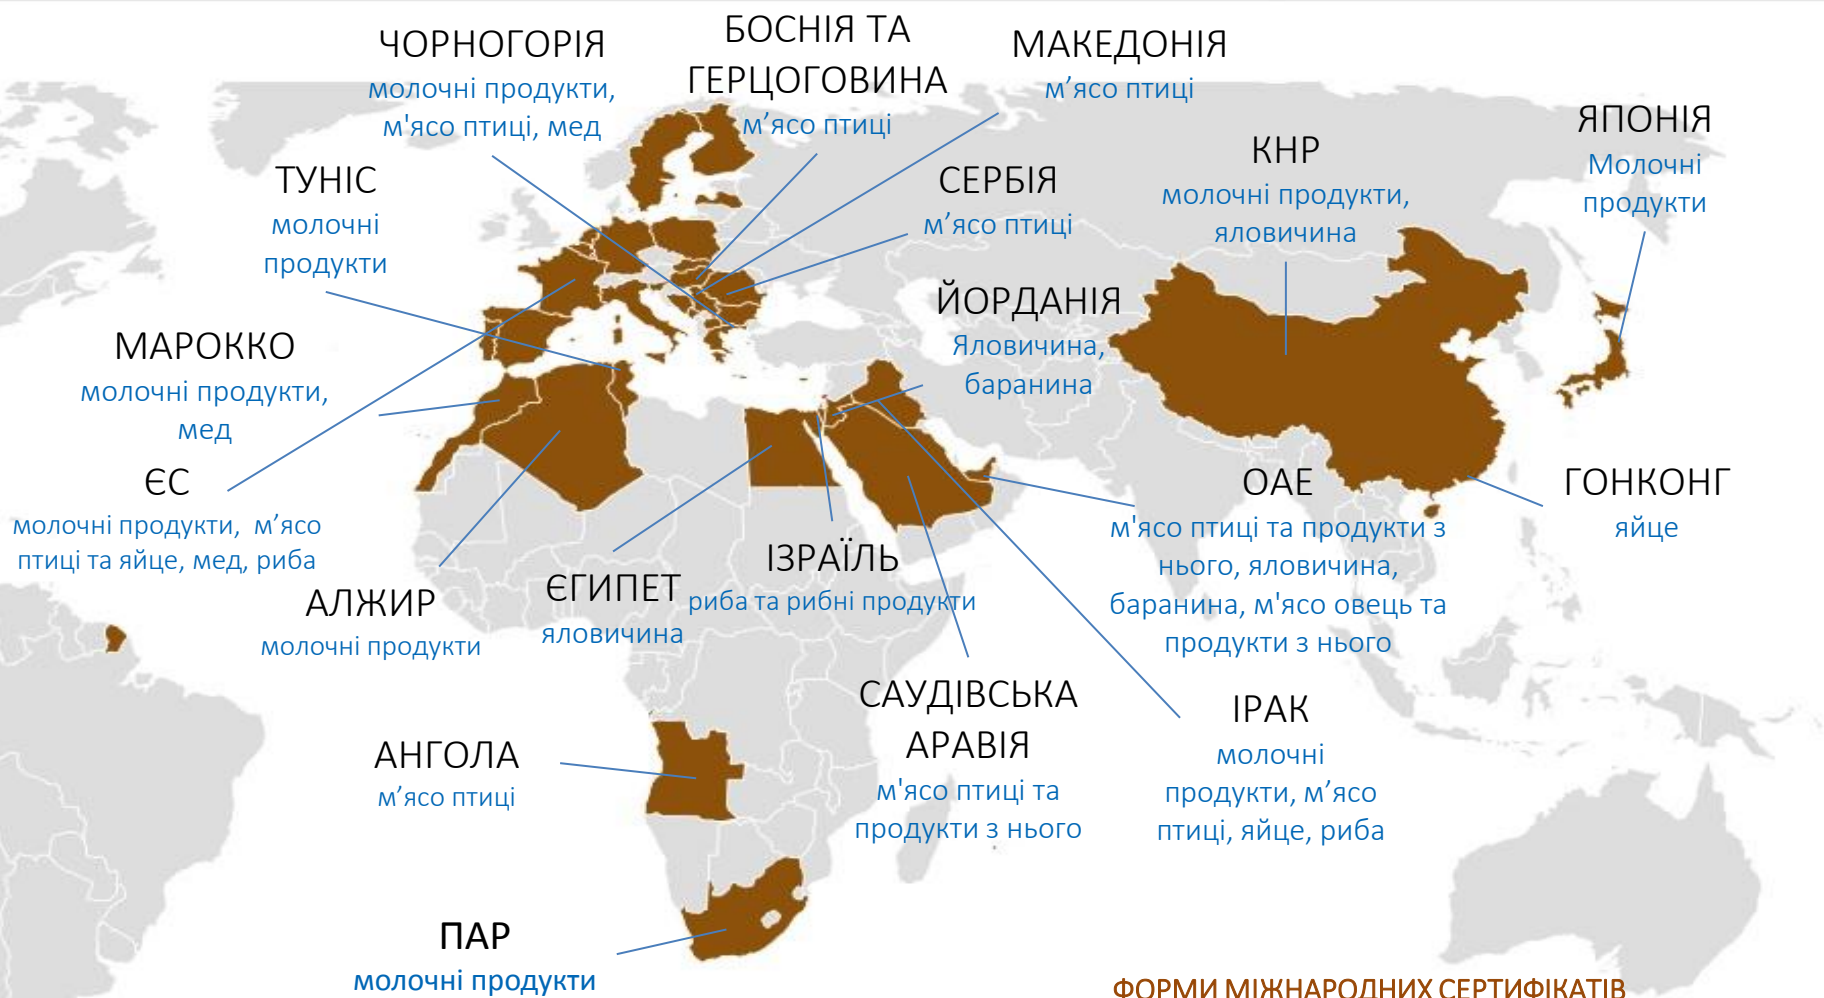 ЧОРНОГОРІЯ
молочні продукти,
м'ясо птиці, мед
БОСНІЯ ТА
ГЕРЦОГОВИНА
м’ясо птиці
МАКЕДОНІЯ
м’ясо птиці
ЯПОНІЯ
Молочні
продукти
КНР
молочні продукти,
яловичина
ТУНІС
молочні
продукти
СЕРБІЯ
м’ясо птиці
ЙОРДАНІЯ
Яловичина,
баранина
МАРОККО
молочні продукти,
мед
ЄС
молочні продукти, м’ясо
птиці та яйце, мед, риба
ОАЕ
м'ясо птиці та продукти з
нього, яловичина,
баранина, м'ясо овець та
продукти з нього
ГОНКОНГ
яйце
АЛЖИР
молочні продукти
ЄГИПЕТ
яловичина
ІЗРАЇЛЬ
риба та рибні продукти
САУДІВСЬКА
АРАВІЯ
м'ясо птиці та
продукти з нього
ІРАК
молочні
продукти, м’ясо
птиці, яйце, риба
АНГОЛА
м’ясо птиці
ПАР
молочні продукти
ФОРМИ МІЖНАРОДНИХ СЕРТИФІКАТІВ